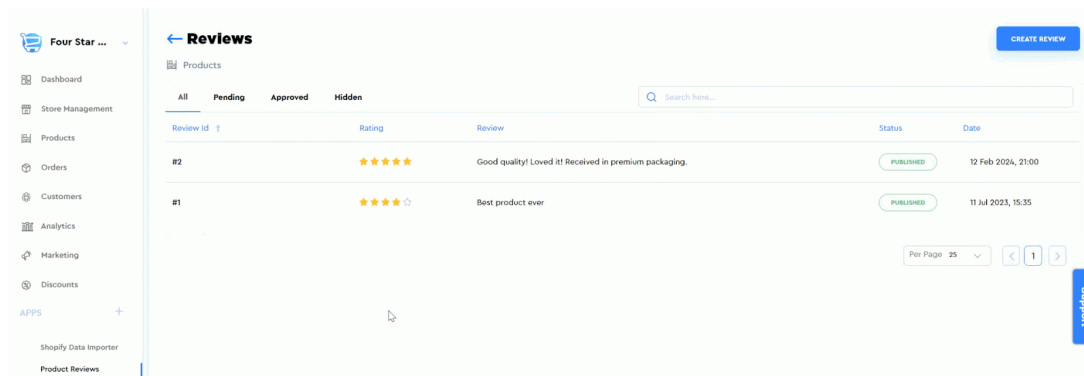 Four Star ...
Dashboard
Store Management
Products
Orders
Customers
Analytics
Marketing
Discounts
APPS +
Shopify Data Importer
Product Reviews
← Reviews
CREATE REVIEW
Products
All Pending Approved Hidden
Search here...
Review Id ↑ Rating Review Status Date
#2 Good quality! Loved it! Received in premium packaging. PUBLISHED 12 Feb 2024, 21:00
#1 Best product ever PUBLISHED 11 Jul 2023, 15:35
Per Page 25 < 1 >